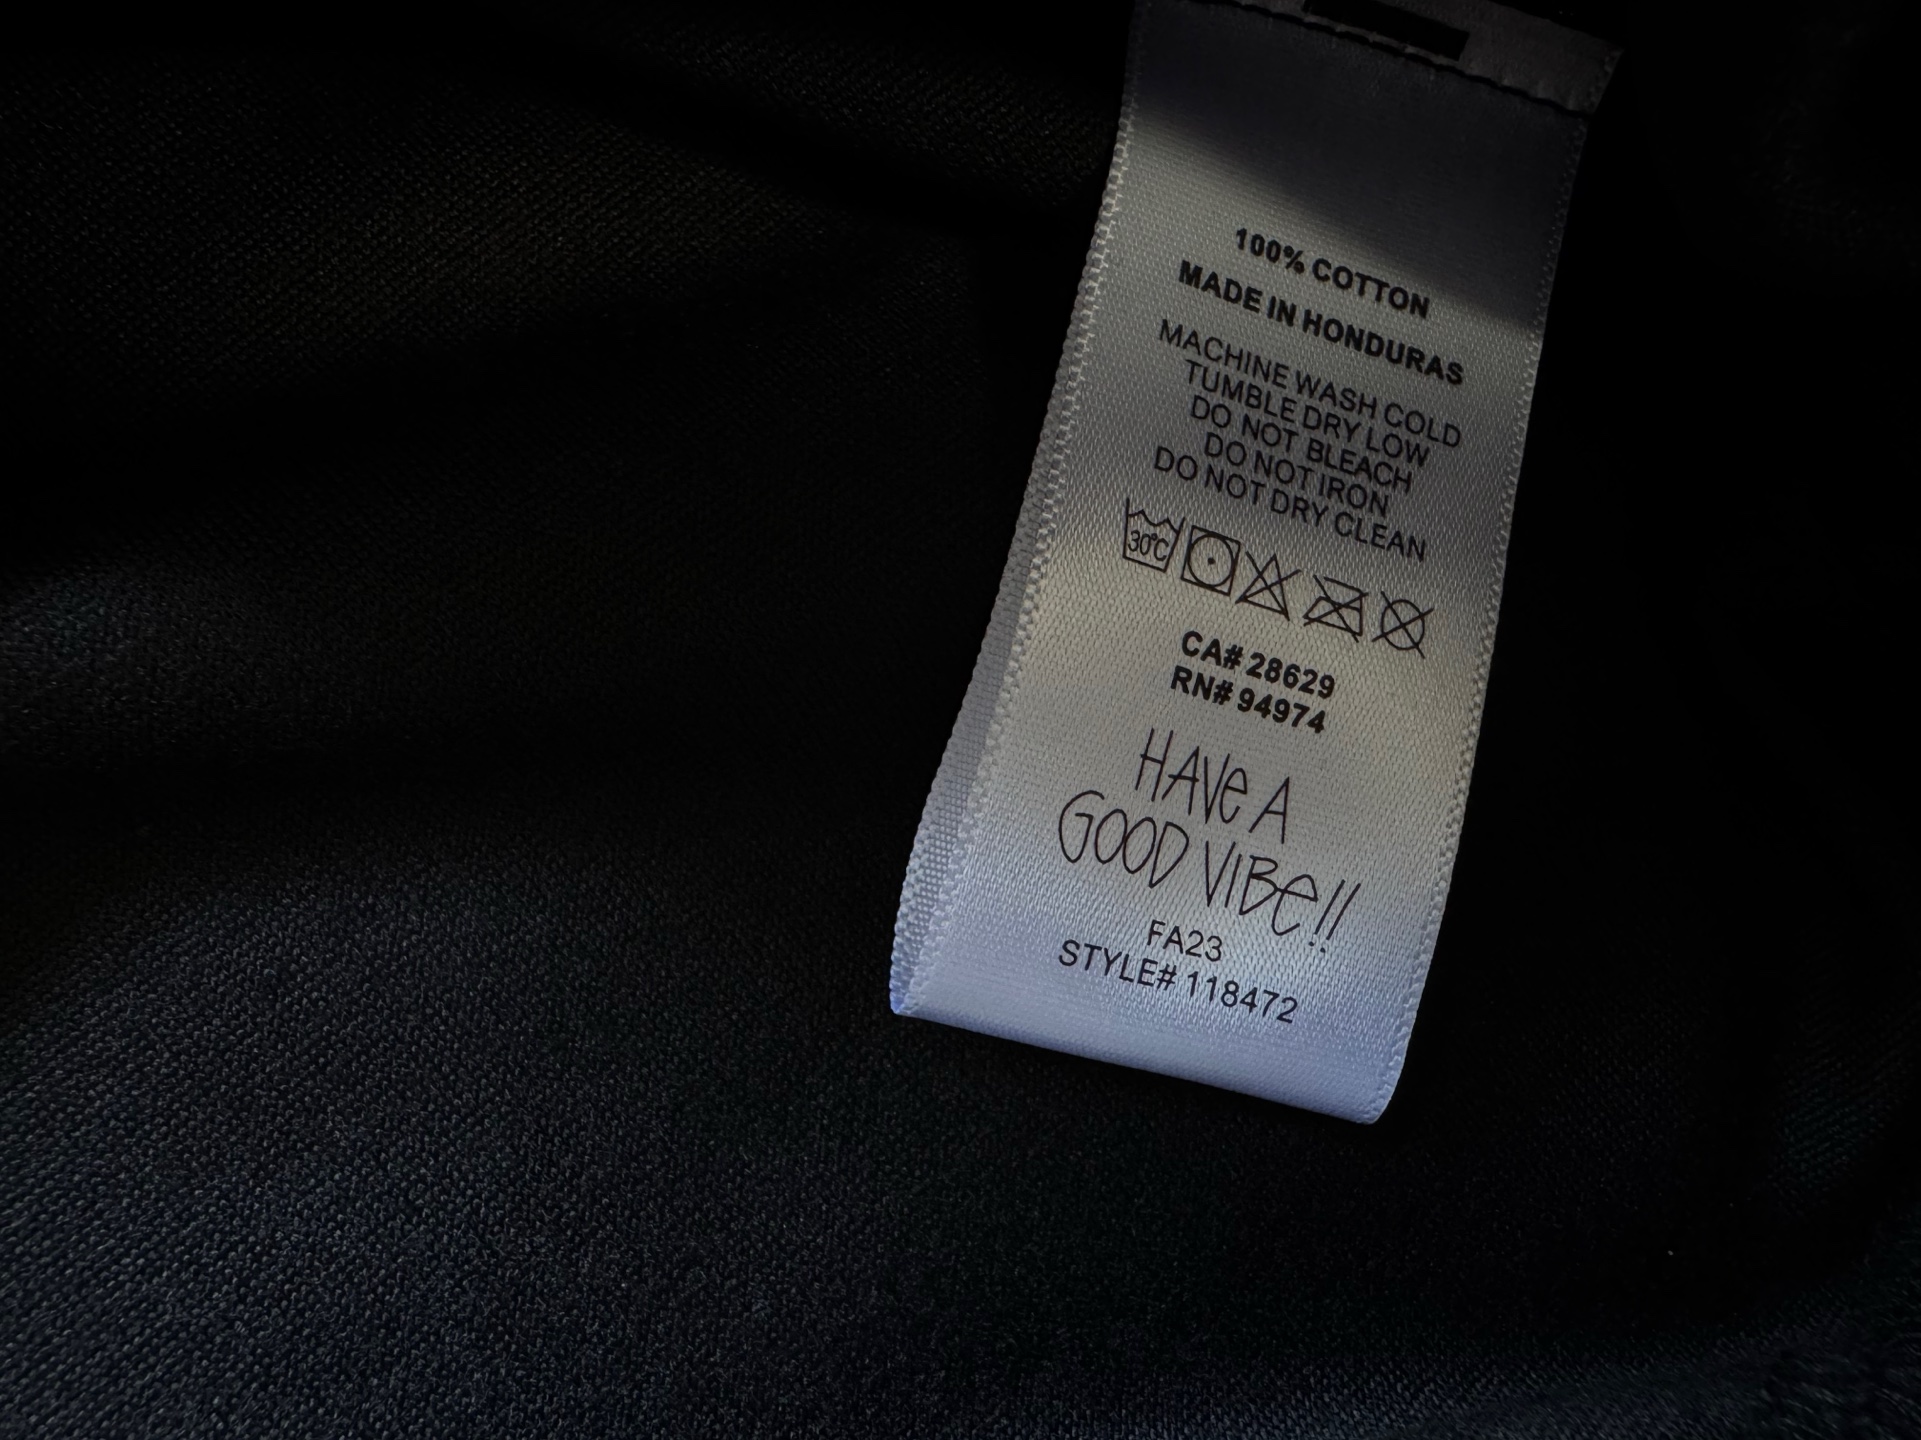 100% COTTON
MADE IN HONDURAS
MACHINE WASH COLD
TUMBLE DRY LOW
DO NOT BLEACH
DO NOT IRON
DO NOT DRY CLEAN
30°C
CA# 28629
RN# 94974
HAVe A
GOOD VIBe!!
FA23
STYLE# 118472